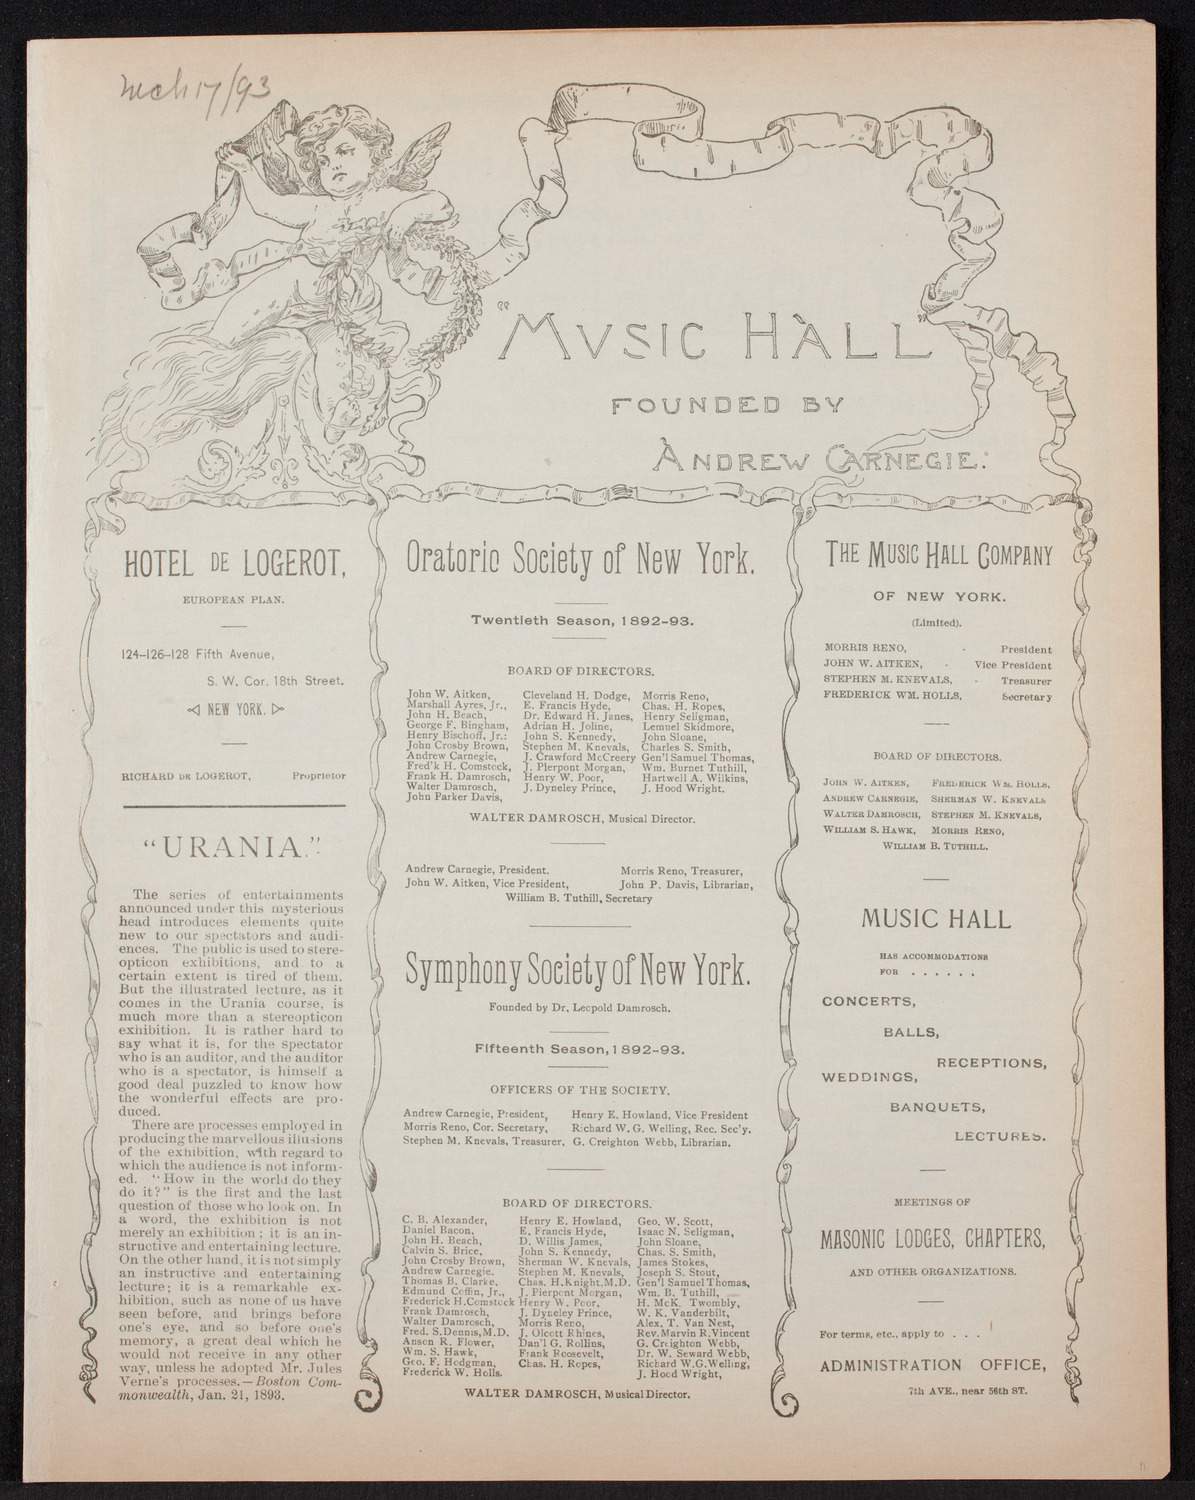 Mch 17/93
"MVSIC HALL"
FOUNDED BY
ANDREW CARNEGIE.
HOTEL DE LOGEROT,
EUROPEAN PLAN.
124-126-128 Fifth Avenue,
S. W. Cor. 18th Street.
NEW YORK.
RICHARD DE LOGEROT, Proprietor
"URANIA."
The series of entertainments
announced under this mysterious
head introduces elements quite
new to our spectators and audi-
ences. The public is used to stere-
opticon exhibitions, and to a
certain extent is tired of them.
But the illustrated lecture, as it
comes in the Urania course, is
much more than a stereopticon
exhibition. It is rather hard to
say what it is, for the spectator
who is an auditor, and the auditor
who is a spectator, is himself a
good deal puzzled to know how
the wonderful effects are pro-
duced.
There are processes employed in
producing the marvellous illusions
of the exhibition, with regard to
which the audience is not inform-
ed. "How in the world do they
do it?" is the first and the last
question of those who look on. In
a word, the exhibition is not
merely an exhibition; it is an in-
structive and entertaining lecture.
On the other hand, it is not simply
an instructive and entertaining
lecture; it is a remarkable ex-
hibition, such as none of us have
seen before, and brings before
one's eye, and so before one's
memory, a great deal which he
would not receive in any other
way, unless he adopted Mr. Jules
Verne's processes.—Boston Com-
monwealth, Jan. 21, 1893.
Oratorio Society of New York.
Twentieth Season, 1892-93.
BOARD OF DIRECTORS.
John W. Aitken, Cleveland H. Dodge, Morris Reno,
Marshall Ayres, Jr., E. Francis Hyde, Chas. H. Ropes,
John H. Beach, Dr. Edward H. Janes, Henry Seligman,
George F. Bingham, Adrian H. Joline, Lemuel Skidmore,
Henry Bischoff, Jr.: John S. Kennedy, John Sloane,
John Crosby Brown, Stephen M. Knevals, Charles S. Smith,
Andrew Carnegie, J. Crawford McCreery Gen'l Samuel Thomas,
Fred'k H. Comstock, J. Pierpont Morgan, Wm. Burnet Tuthill,
Frank H. Damrosch, Henry W. Poor, Hartwell A. Wilkins,
Walter Damrosch, J. Dyneley Prince, J. Hood Wright.
John Parker Davis,
WALTER DAMROSCH, Musical Director.
Andrew Carnegie, President. Morris Reno, Treasurer,
John W. Aitken, Vice President, John P. Davis, Librarian,
William B. Tuthill, Secretary
Symphony Society of New York.
Founded by Dr. Leopold Damrosch.
Fifteenth Season, 1892-93.
OFFICERS OF THE SOCIETY.
Andrew Carnegie, President, Henry E. Howland, Vice President
Morris Reno, Cor. Secretary, Richard W. G. Welling, Rec. Sec'y.
Stephen M. Knevals, Treasurer, G. Creighton Webb, Librarian.
BOARD OF DIRECTORS.
C. B. Alexander, Henry E. Howland, Geo. W. Scott,
Daniel Bacon, E. Francis Hyde, Isaac N. Seligman,
John H. Beach, D. Willis James, John Sloane,
Calvin S. Brice, John S. Kennedy, Chas. S. Smith,
John Crosby Brown, Sherman W. Knevals, James Stokes,
Andrew Carnegie, Stephen M. Knevals, Joseph S. Stout,
Thomas B. Clarke, Chas. H. Knight, M.D. Gen'l Samuel Thomas,
Edmund Coffin, Jr., J. Pierpont Morgan, Wm. B. Tuthill,
Frederick H. Comstock Henry W. Poor, H. McK. Twombly,
Frank Damrosch, J. Dyneley Prince, W. K. Vanderbilt,
Walter Damrosch, Morris Reno, Alex. T. Van Nest,
Fred. S. Dennis, M.D. J. Olcott Rhines, Rev. Marvin R. Vincent
Anson R. Flower, Dan'l G. Rollins, G. Creighton Webb,
Wm. S. Hawk, Frank Roosevelt, Dr. W. Seward Webb,
Geo. F. Hodgman, Chas. H. Ropes, Richard W. G. Welling,
Frederick W. Holls. J. Hood Wright,
WALTER DAMROSCH, Musical Director.
THE MUSIC HALL COMPANY
OF NEW YORK.
(Limited).
MORRIS RENO, - President
JOHN W. AITKEN, - Vice President
STEPHEN M. KNEVALS, - Treasurer
FREDERICK WM. HOLLS, Secretary
BOARD OF DIRECTORS.
JOHN W. AITKEN, FREDERICK WM. HOLLS,
ANDREW CARNEGIE, SHERMAN W. KNEVALS
WALTER DAMROSCH, STEPHEN M. KNEVALS,
WILLIAM S. HAWK, MORRIS RENO,
WILLIAM B. TUTHILL.
MUSIC HALL
HAS ACCOMMODATIONS
FOR . . . . . .
CONCERTS,
BALLS,
RECEPTIONS,
WEDDINGS,
BANQUETS,
LECTURES.
MEETINGS OF
MASONIC LODGES, CHAPTERS,
AND OTHER ORGANIZATIONS.
For terms, etc., apply to . . .
ADMINISTRATION OFFICE,
7th AVE., near 56th ST.